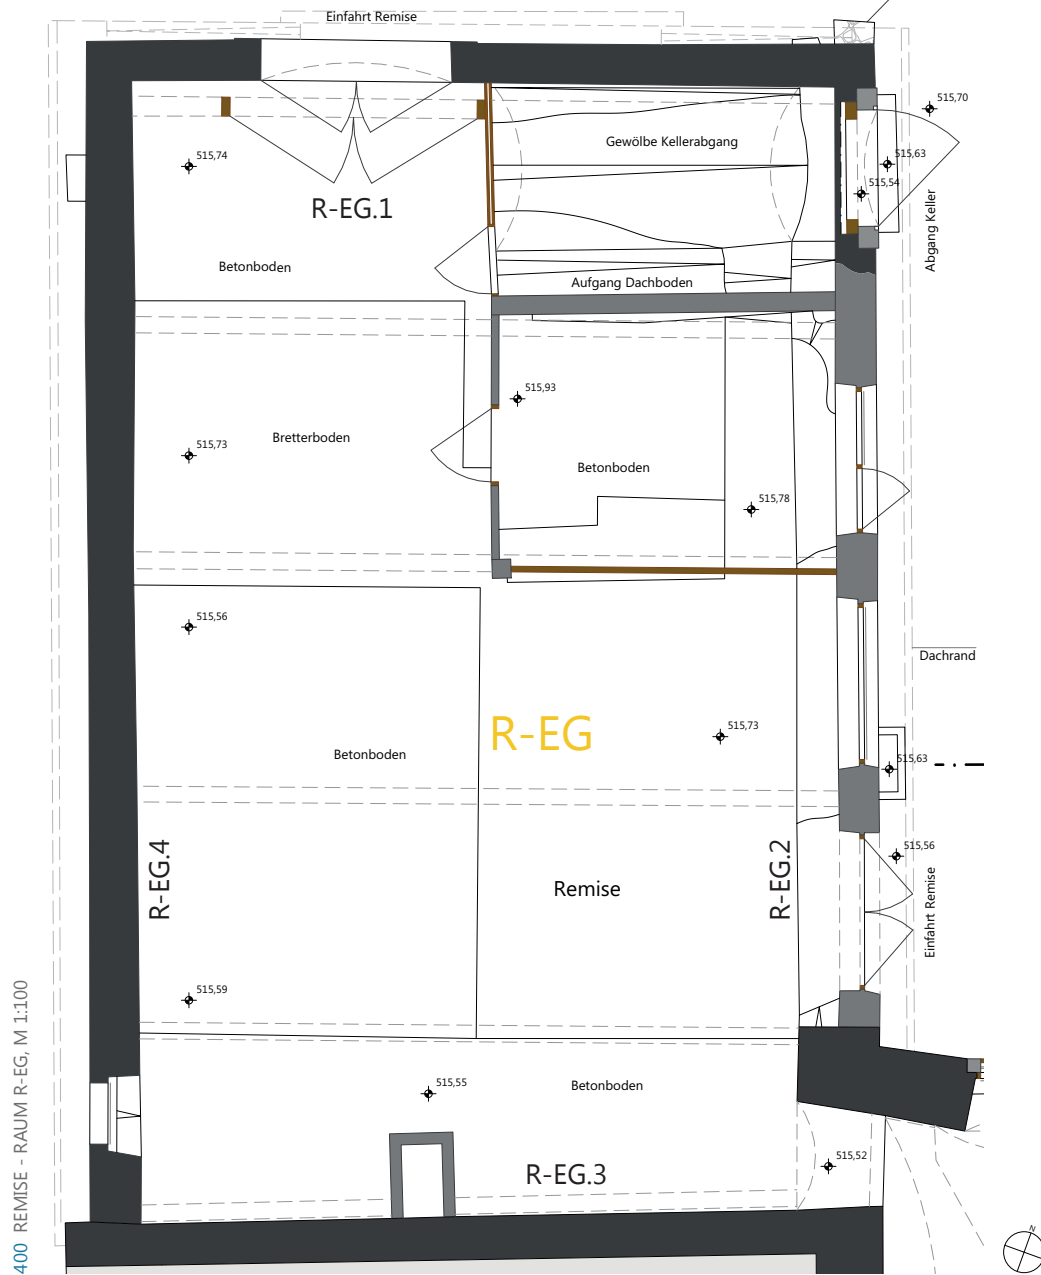 Einfahrt Remise
515,70
Gewölbe Kellerabgang
515,74
515,63
515,54
R-EG.1
Abgang Keller
Betonboden
Aufgang Dachboden
515,93
Bretterboden
515,73
Betonboden
515,78
515,56
Dachrand
R-EG
515,73
Betonboden
515,63
515,56
R-EG.4
R-EG.2
Remise
Einfahrt Remise
515,59
515,55
Betonboden
515,52
R-EG.3
N
400 REMISE - RAUM R-EG, M 1:100